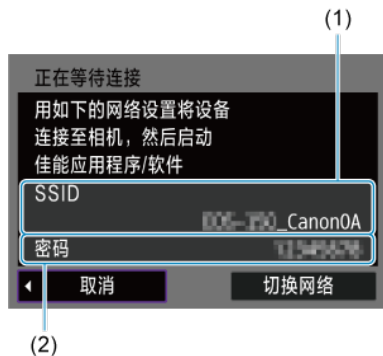 (1)
正在等待连接
用如下的网络设置将设备
连接至相机，然后启动
佳能应用程序/软件
SSID
_Canon0A
密码
取消
切换网络
(2)